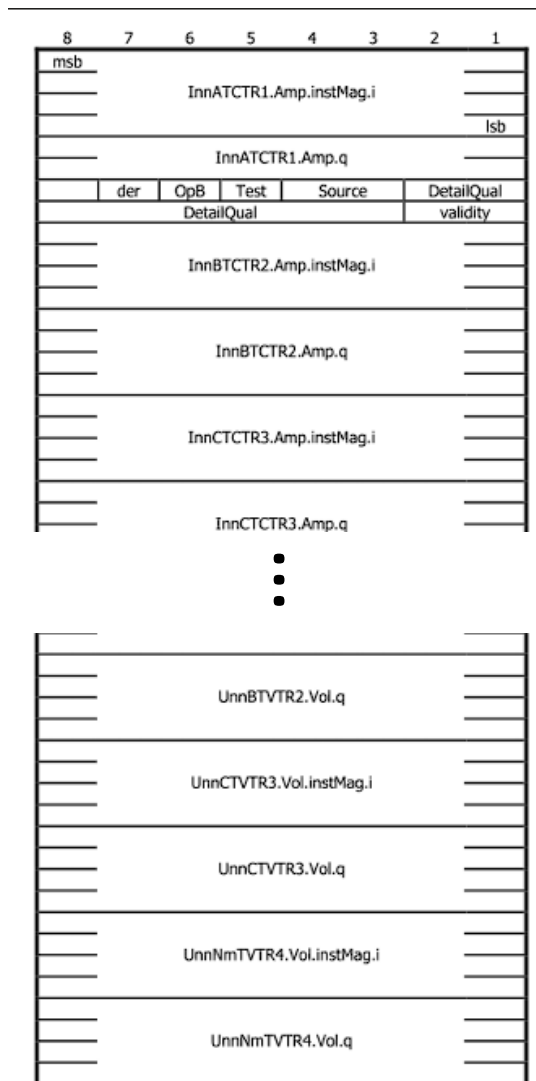 8 7 6 5 4 3 2 1
msb
InnATCTR1.Amp.instMag.i
lsb
InnATCTR1.Amp.q
der OpB Test Source DetailQual
DetailQual validity
InnBTCTR2.Amp.instMag.i
InnBTCTR2.Amp.q
InnCTCTR3.Amp.instMag.i
InnCTCTR3.Amp.q
UnnBTVTR2.Vol.q
UnnCTVTR3.Vol.instMag.i
UnnCTVTR3.Vol.q
UnnNmTVTR4.Vol.instMag.i
UnnNmTVTR4.Vol.q